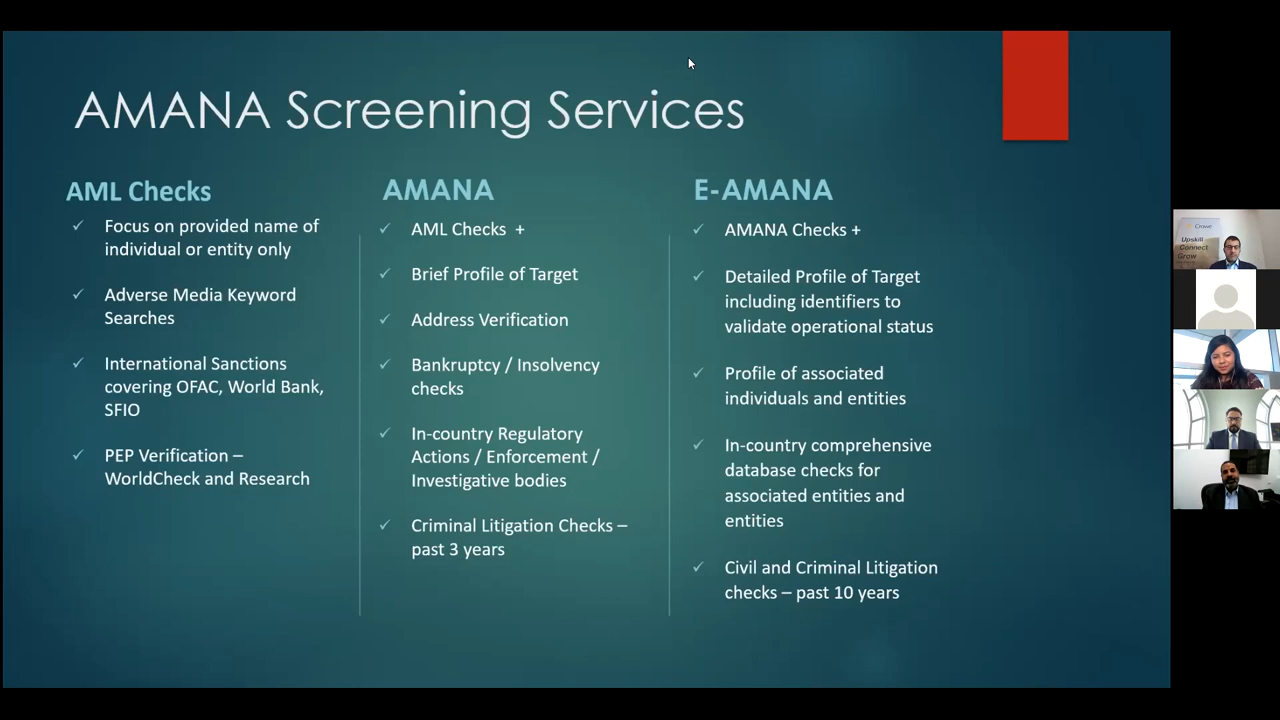 AMANA Screening Services
AML Checks
Focus on provided name of
individual or entity only
Adverse Media Keyword
Searches
International Sanctions
covering OFAC, World Bank,
SFIO
PEP Verification –
WorldCheck and Research
AMANA
AML Checks +
Brief Profile of Target
Address Verification
Bankruptcy / Insolvency
checks
In-country Regulatory
Actions / Enforcement /
Investigative bodies
Criminal Litigation Checks –
past 3 years
E-AMANA
AMANA Checks +
Detailed Profile of Target
including identifiers to
validate operational status
Profile of associated
individuals and entities
In-country comprehensive
database checks for
associated entities and
entities
Civil and Criminal Litigation
checks – past 10 years
Crowe
Upskill
Connect
Grow